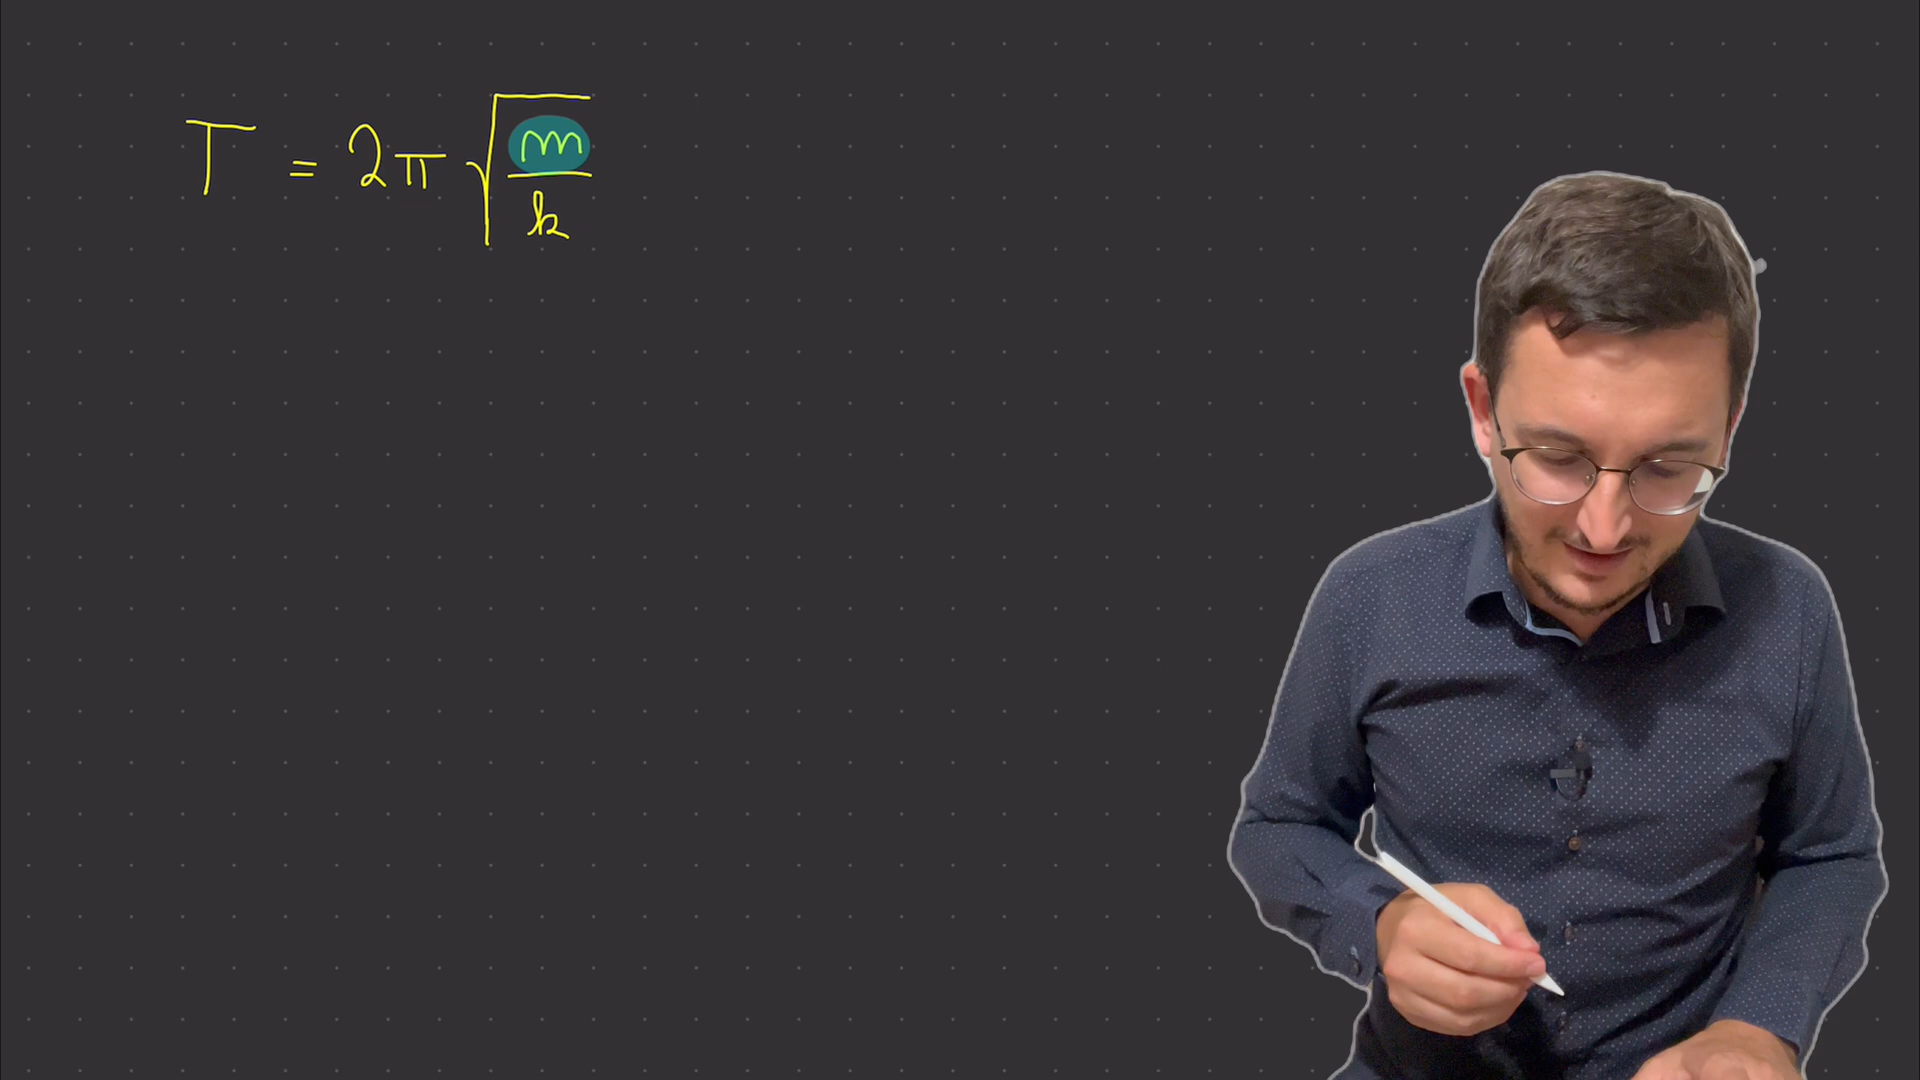 T = 2π √(m/k)